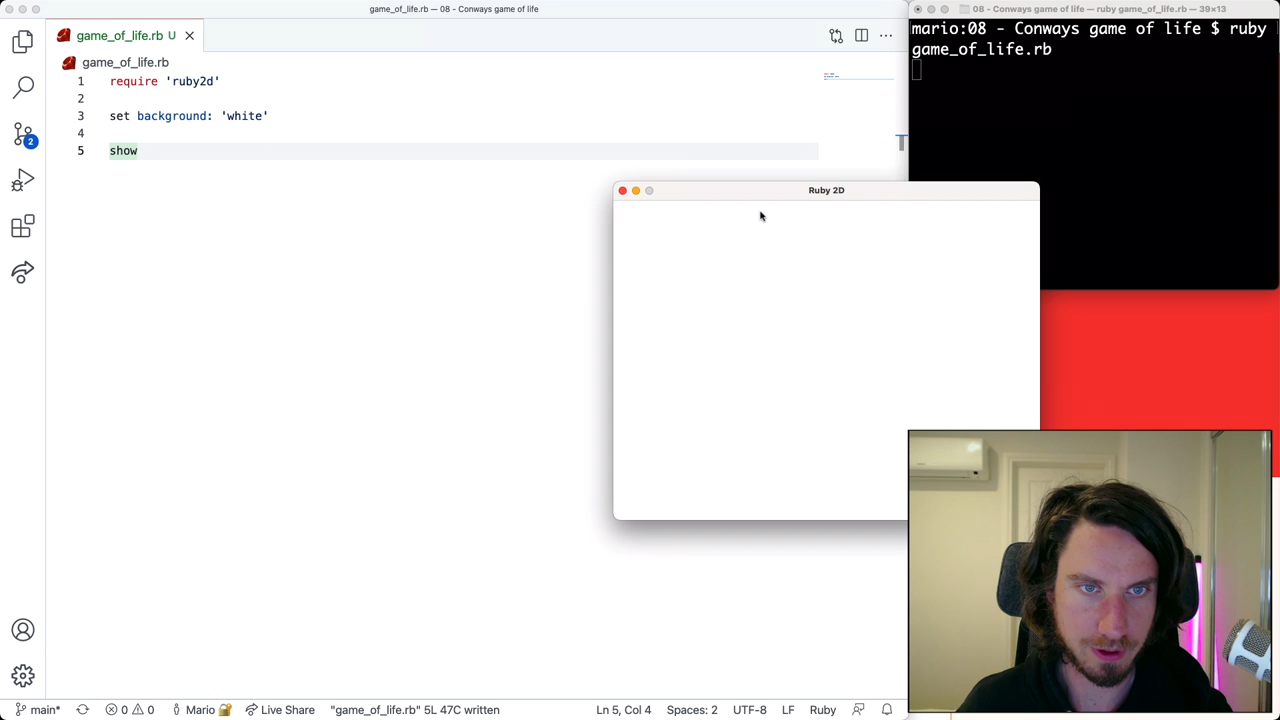 game_of_life.rb — 08 - Conways game of life
08 - Conways game of life — ruby game_of_life.rb — 39×13
game_of_life.rb U
game_of_life.rb
1 require 'ruby2d'
2
3 set background: 'white'
4
5 show
mario:08 - Conways game of life $ ruby
game_of_life.rb
Ruby 2D
2
main* 0 0 Mario Live Share "game_of_life.rb" 5L 47C written Ln 5, Col 4 Spaces: 2 UTF-8 LF Ruby